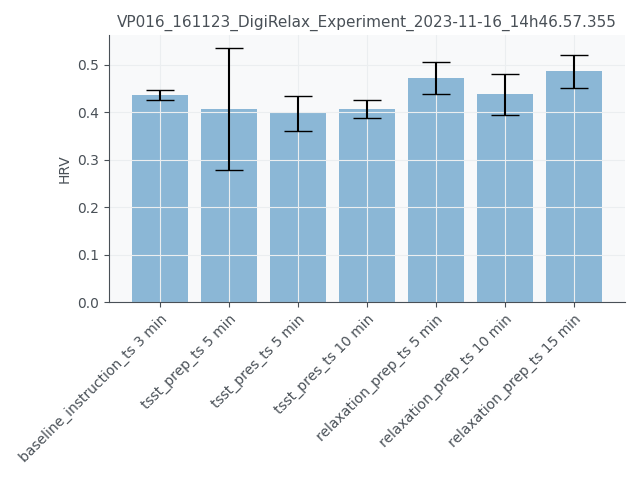 VP016_161123_DigiRelax_Experiment_2023-11-16_14h46.57.355
HRV
0.5
0.4
0.3
0.2
0.1
0.0
baseline_instruction_ts 3 min
tsst_prep_ts 5 min
tsst_pres_ts 5 min
tsst_pres_ts 10 min
relaxation_prep_ts 5 min
relaxation_prep_ts 10 min
relaxation_prep_ts 15 min